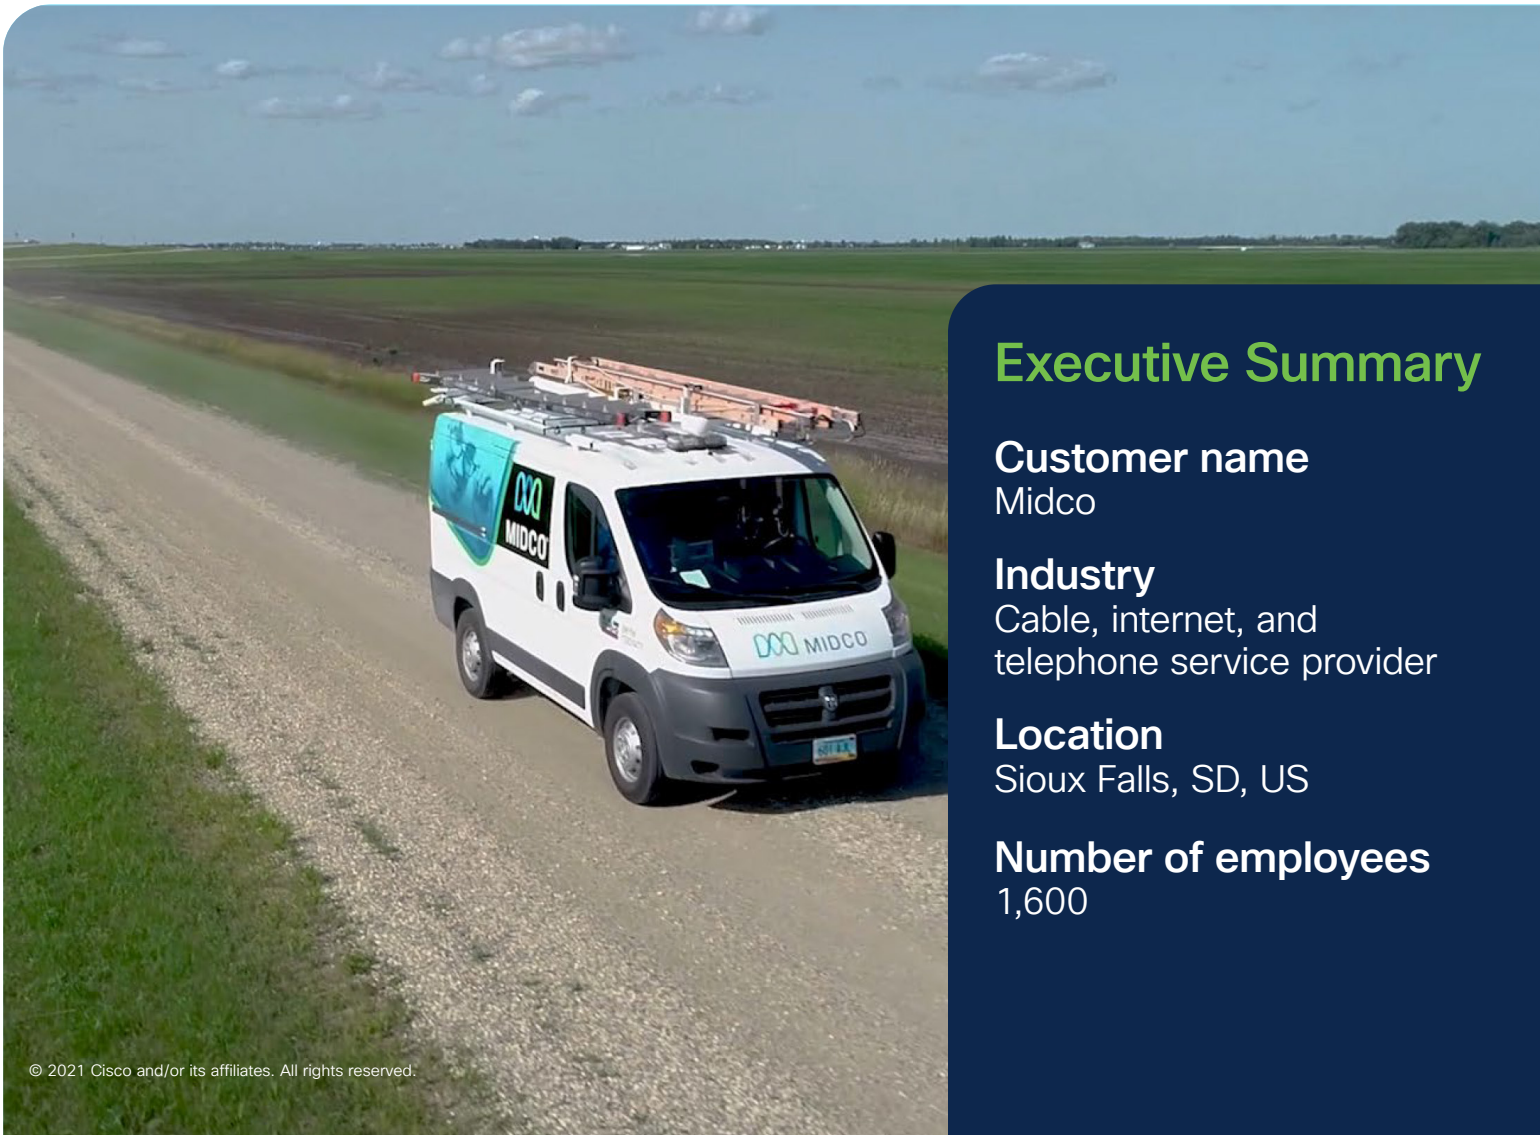 MIDCO
MIDCO
Executive Summary
Customer name
Midco
Industry
Cable, internet, and
telephone service provider
Location
Sioux Falls, SD, US
Number of employees
1,600
© 2021 Cisco and/or its affiliates. All rights reserved.